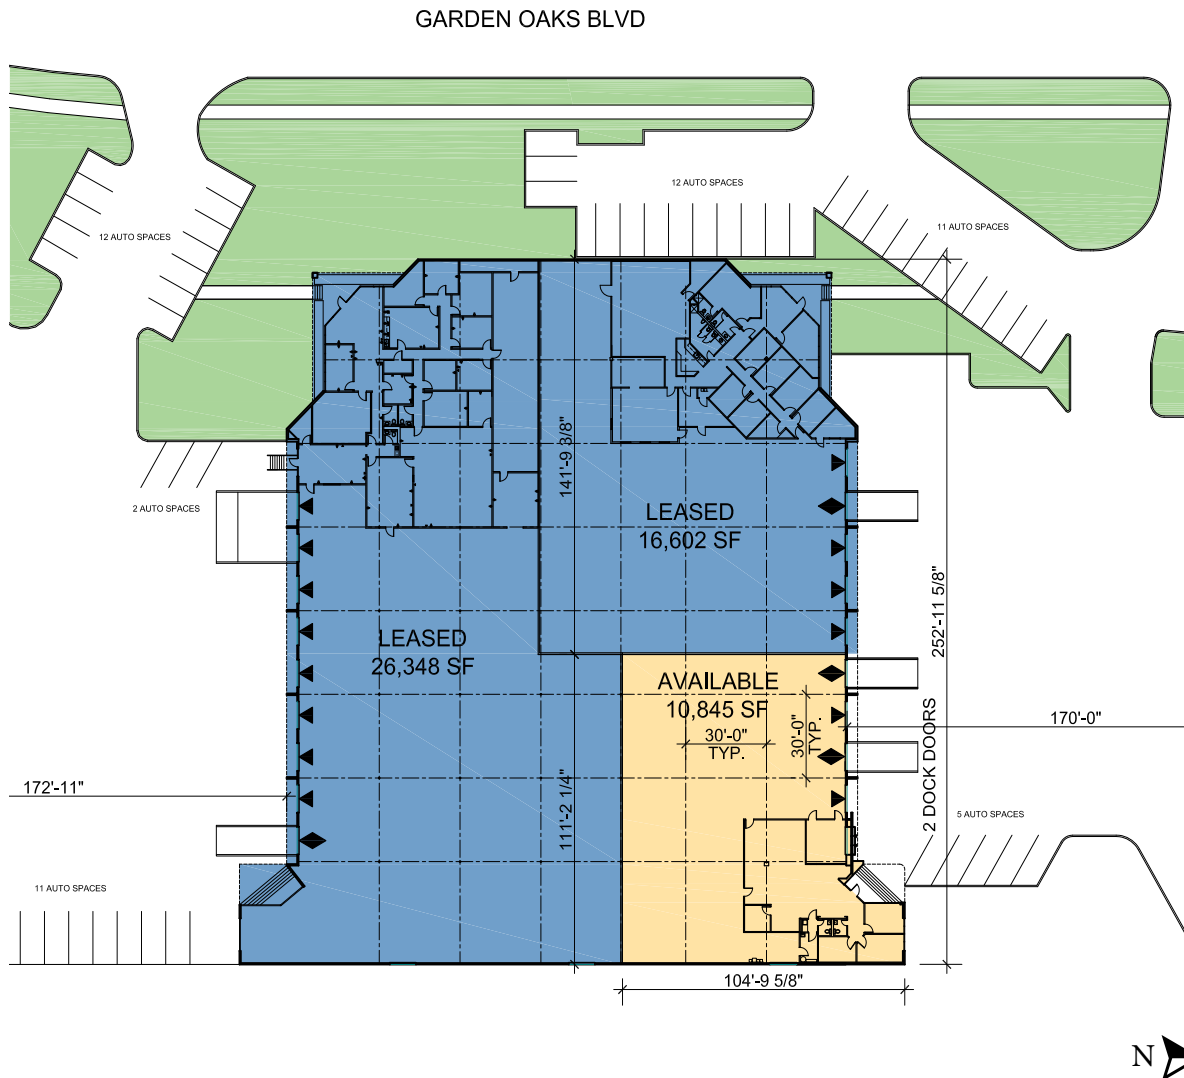 GARDEN OAKS BLVD
12 AUTO SPACES
12 AUTO SPACES
11 AUTO SPACES
2 AUTO SPACES
141'-9 3/8"
LEASED
16,602 SF
252'-11 5/8"
LEASED
26,348 SF
AVAILABLE
10,845 SF
30'-0"
TYP.
30'-0"
TYP.
2 DOCK DOORS
170'-0"
172'-11"
111'-2 1/4"
5 AUTO SPACES
11 AUTO SPACES
104'-9 5/8"
N